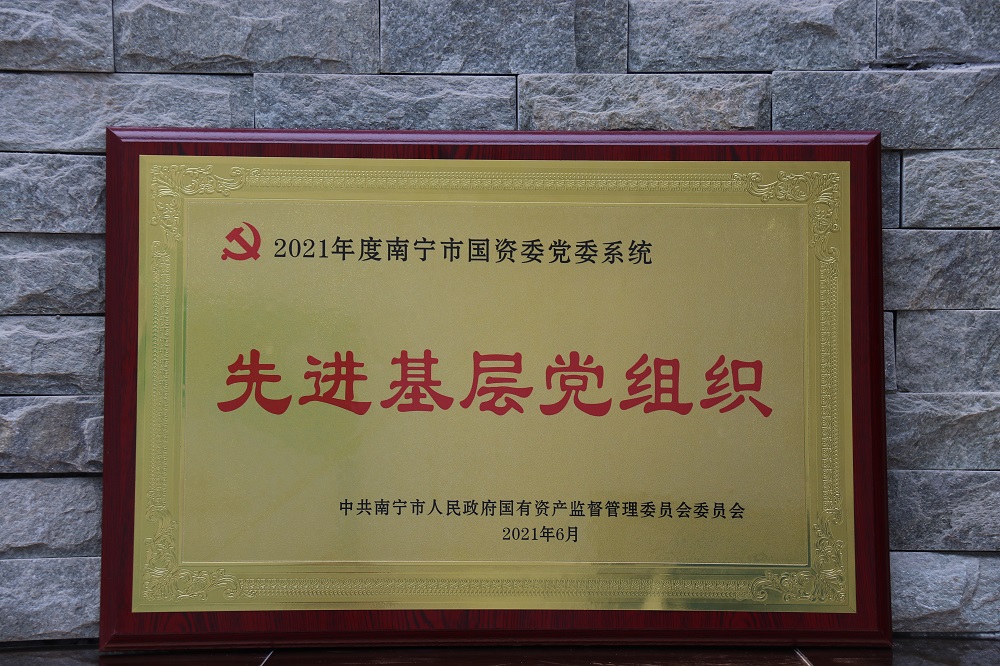 2021年度南宁市国资委党委系统
先进基层党组织
中共南宁市人民政府国有资产监督管理委员会委员会
2021年6月